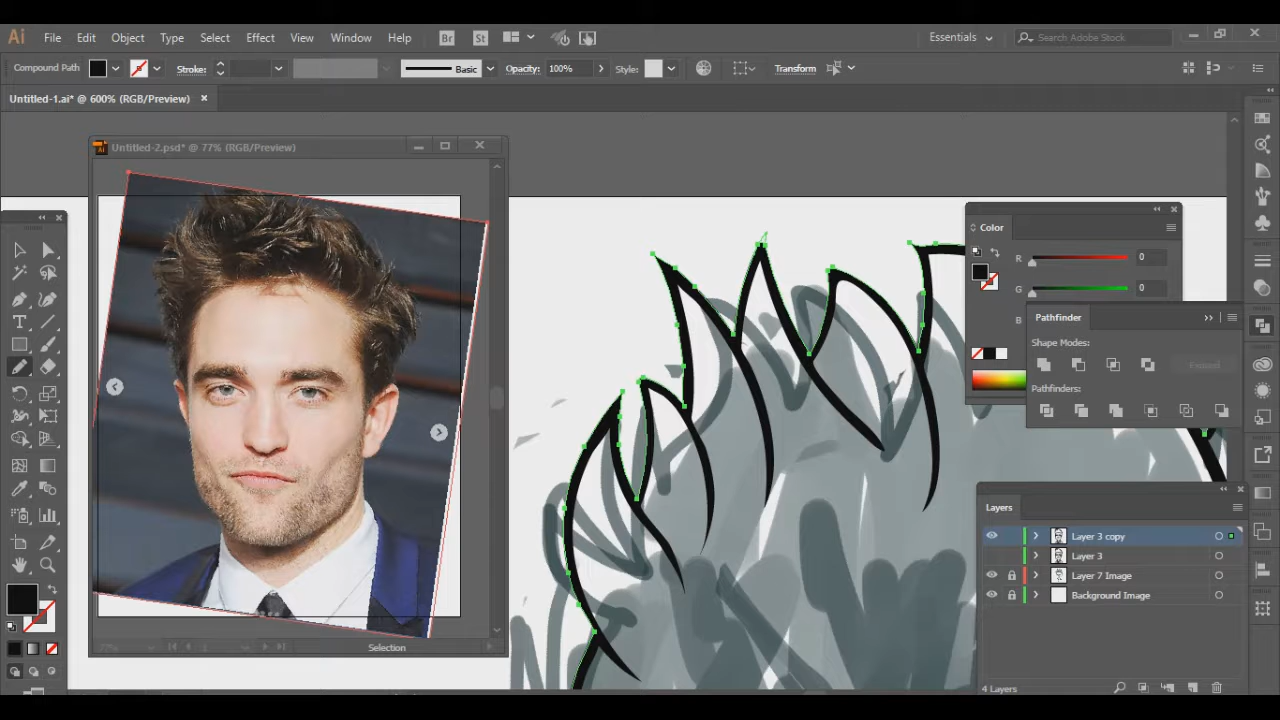 Ai File Edit Object Type Select Effect View Window Help Br St Essentials Search Adobe Stock
Compound Path Stroke: Basic Opacity: 100% Style: Transform
Untitled-1.ai* @ 600% (RGB/Preview)
Untitled-2.psd* @ 77% (RGB/Preview)
Color
R 0
G 0
B
Pathfinder
Shape Modes:
Expand
Pathfinders:
Layers
Layer 3 copy
Layer 3
Layer 7 Image
Background Image
77% 1 Selection
4 Layers